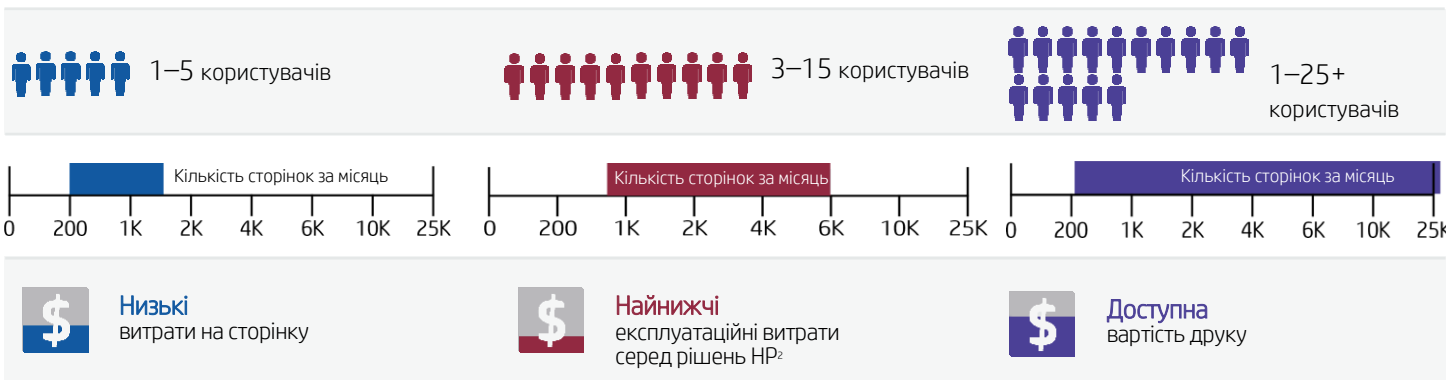 1–5 користувачів
3–15 користувачів
1–25+
користувачів
Кількість сторінок за місяць
0 200 1K 2K 4K 6K 10K 25K
Кількість сторінок за місяць
0 200 1K 2K 4K 6K 10K 25K
Кількість сторінок за місяць
0 200 1K 2K 4K 6K 10K 25K
$ Низькі
витрати на сторінку
$ Найнижчі
експлуатаційні витрати
серед рішень HP²
$ Доступна
вартість друку